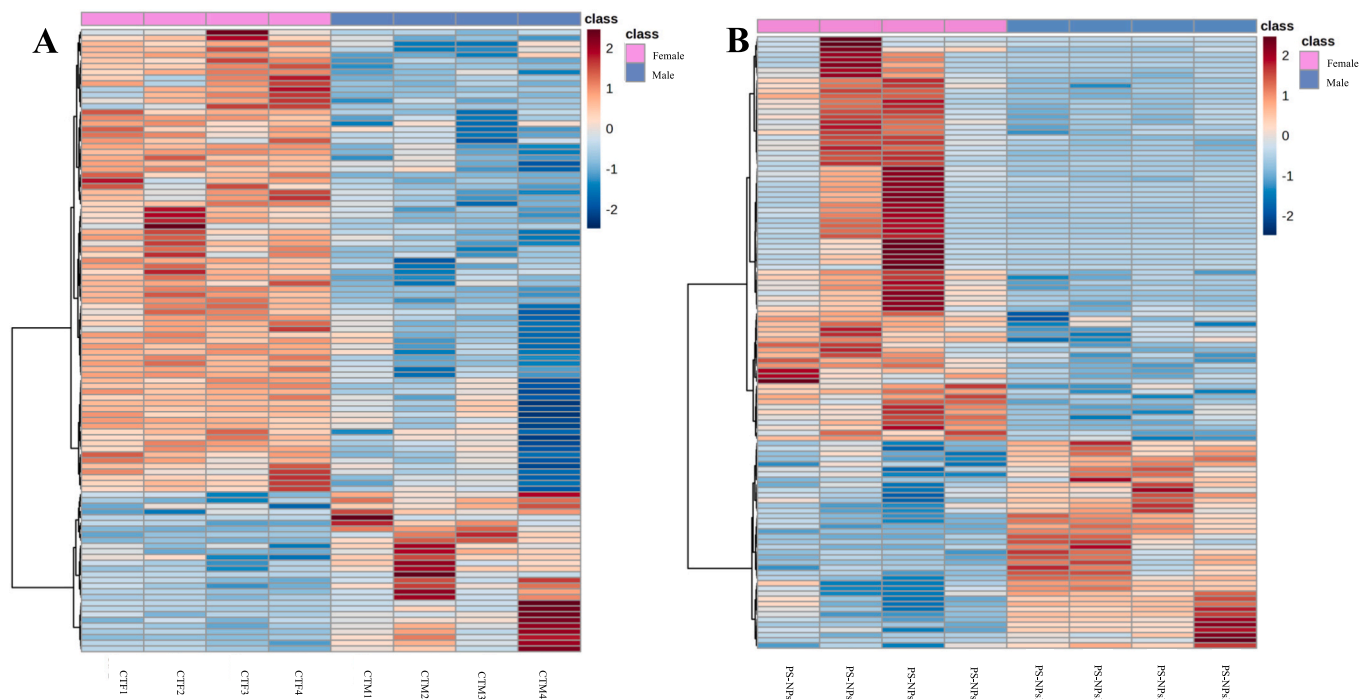 A
class
2
1
0
-1
-2
class
Female
Male
CTF1
CTF2
CTF3
CTF4
CTM1
CTM2
CTM3
CTM4
B
class
2
1
0
-1
-2
class
Female
Male
PS-NPs
PS-NPs
PS-NPs
PS-NPs
PS-NPs
PS-NPs
PS-NPs
PS-NPs